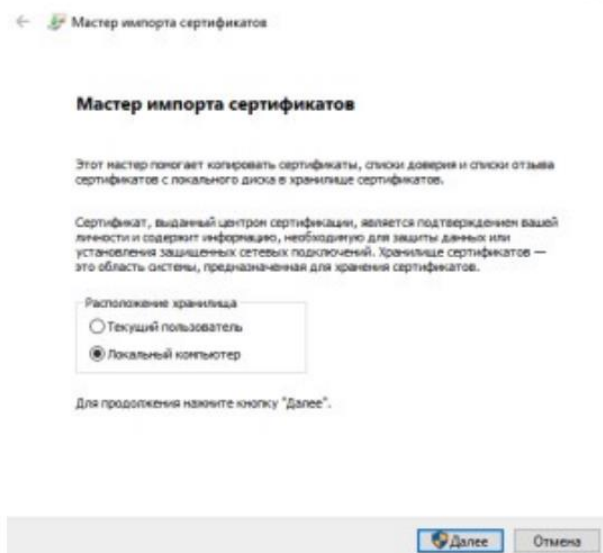 Мастер импорта сертификатов
Мастер импорта сертификатов
Этот мастер помогает копировать сертификаты, списки доверия и списки отзыва
сертификатов с локального диска в хранилище сертификатов.
Сертификат, выданный центром сертификации, является подтверждением вашей
личности и содержит информацию, необходимую для защиты данных или
установления защищенных сетевых подключений. Хранилище сертификатов —
это область системы, предназначенная для хранения сертификатов.
Расположение хранилища
Текущий пользователь
Локальный компьютер
Для продолжения нажмите кнопку "Далее".
Далее Отмена